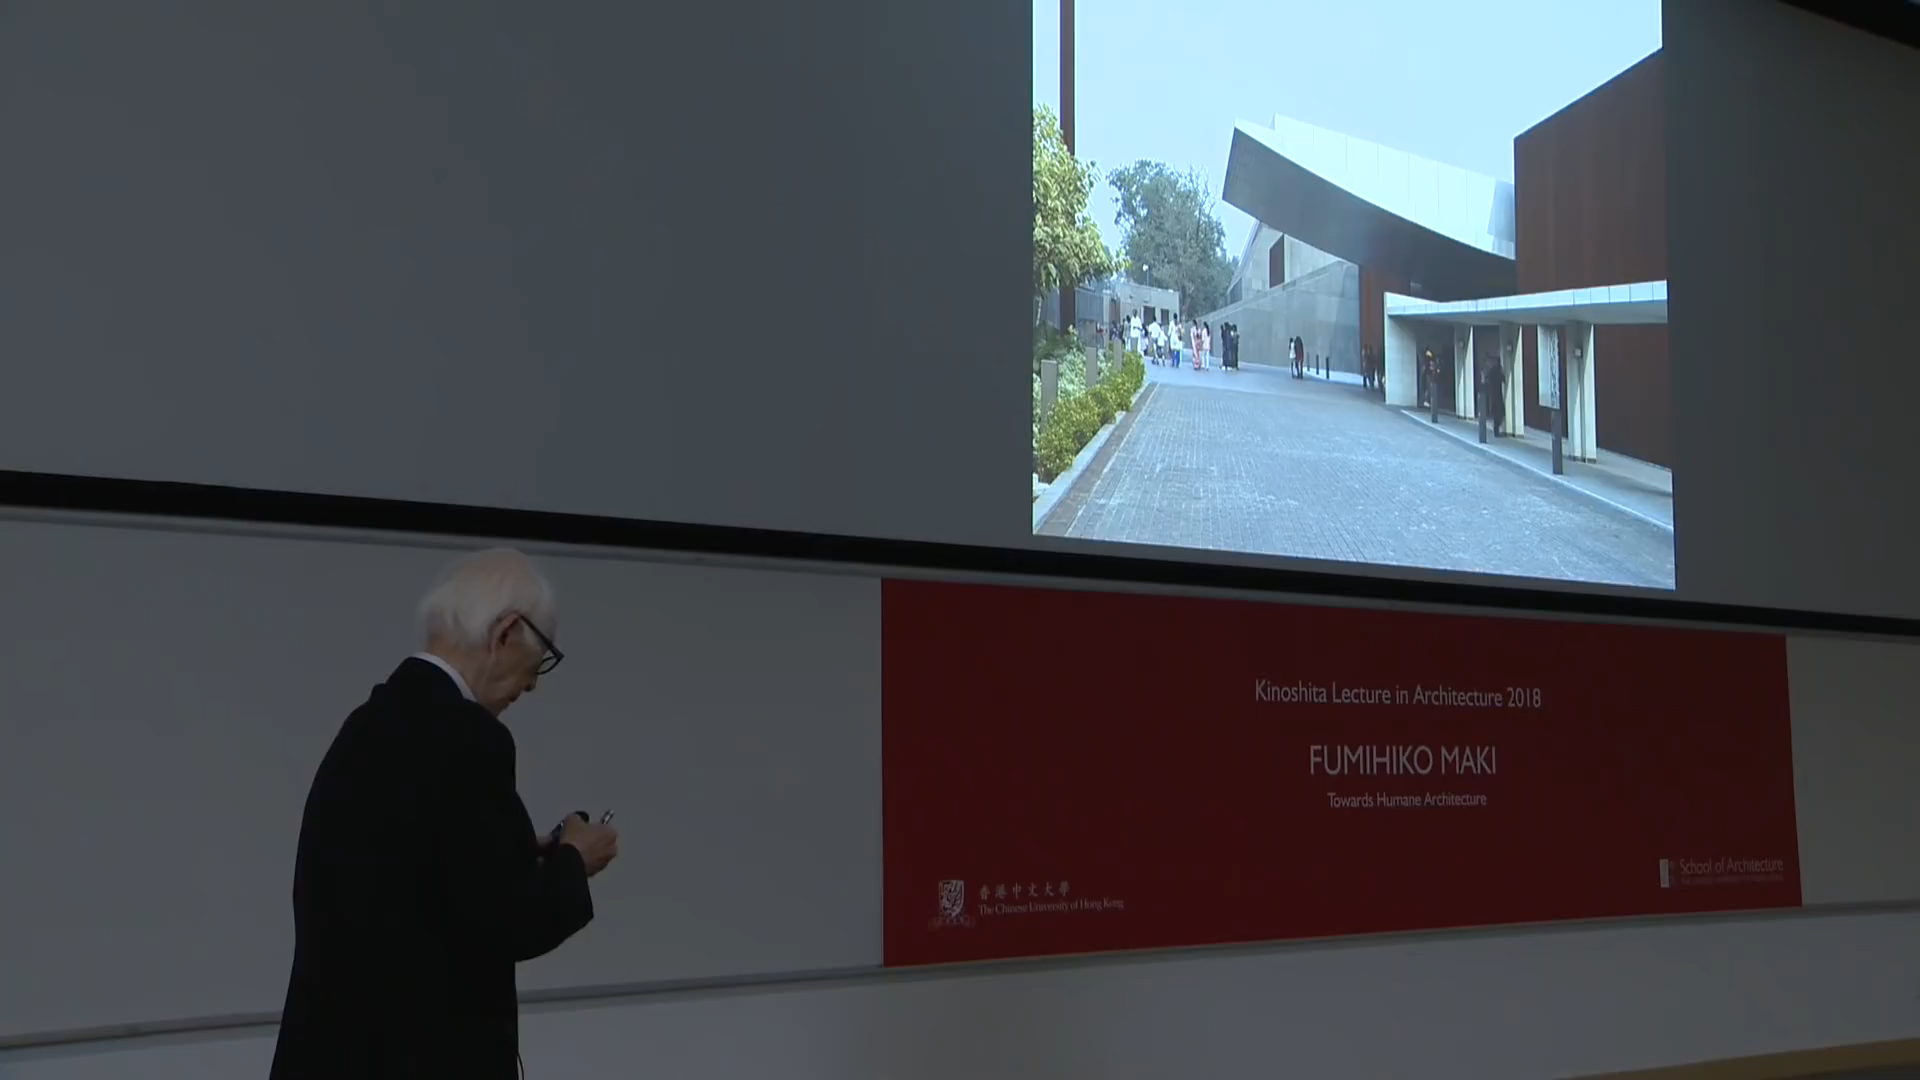 Kinoshita Lecture in Architecture 2018
FUMIHIKO MAKI
Towards Humane Architecture
香港中文大學
The Chinese University of Hong Kong
School of Architecture